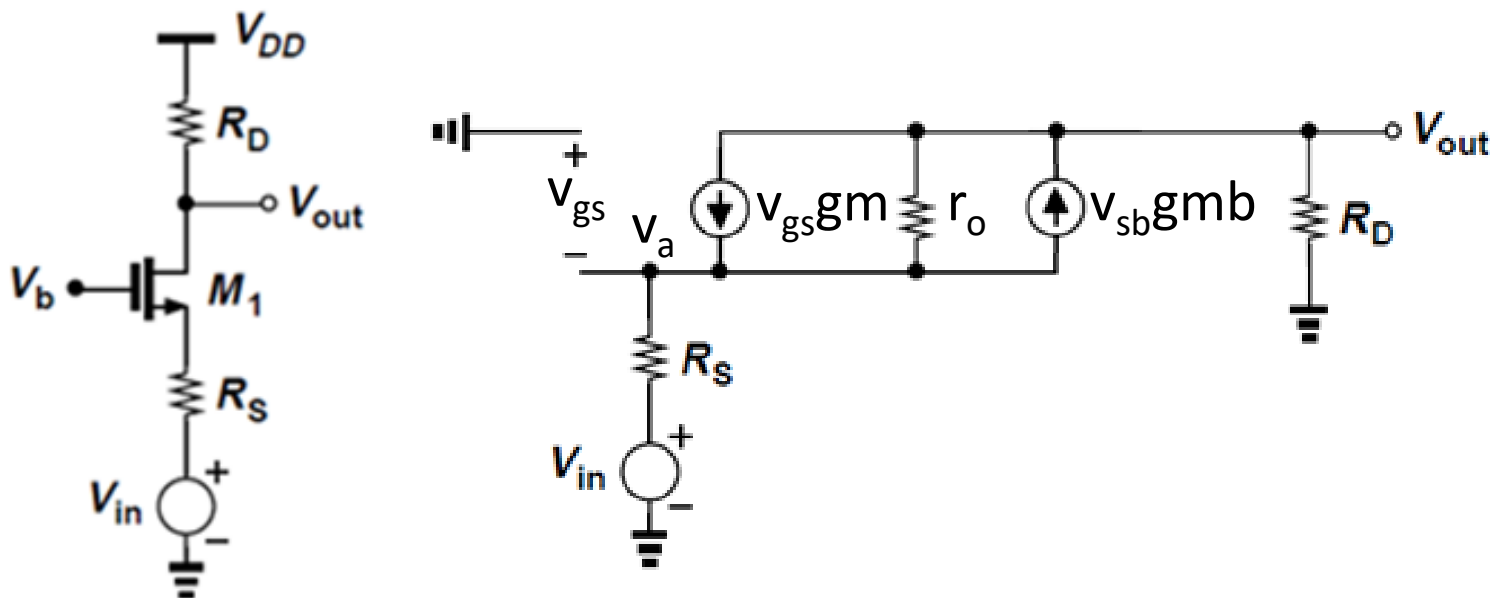 VDD
RD
Vout
Vb
M1
RS
Vin
+
−
+
vgs
−
va
vgsgm
ro
vsbgmb
RD
Vout
RS
Vin
+
−